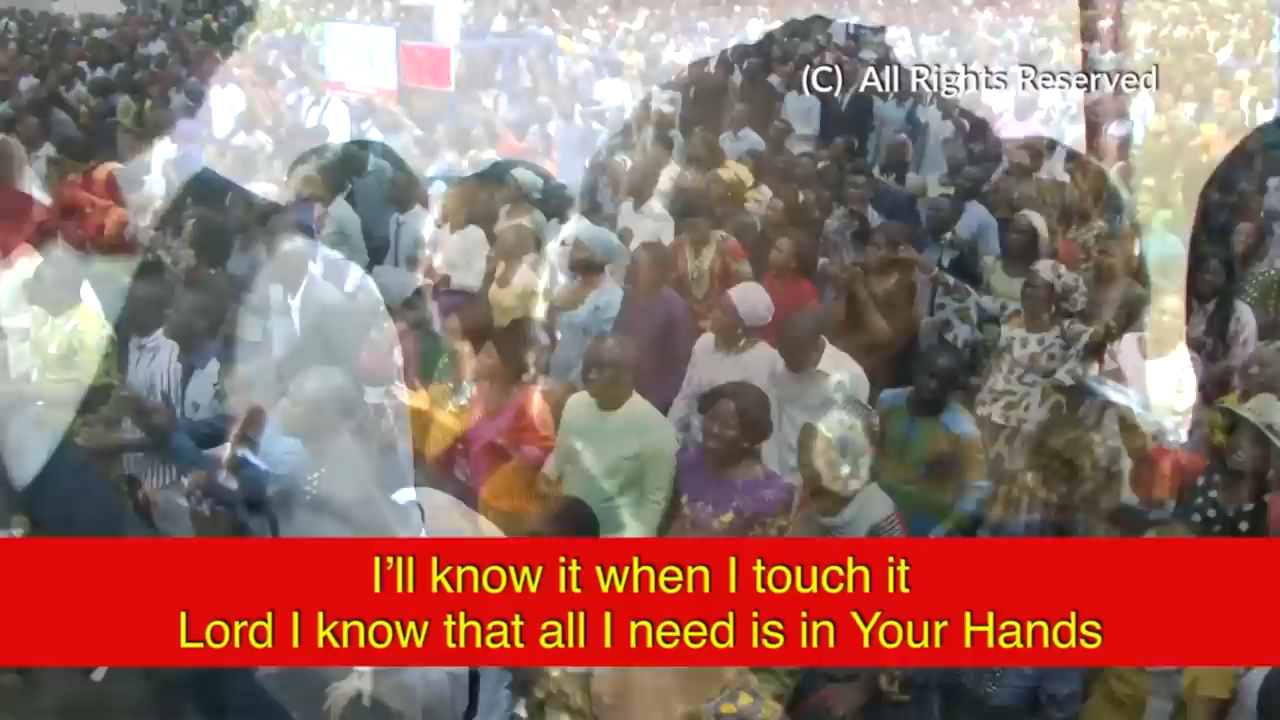 (C) All Rights Reserved
I’ll know it when I touch it
Lord I know that all I need is in Your Hands